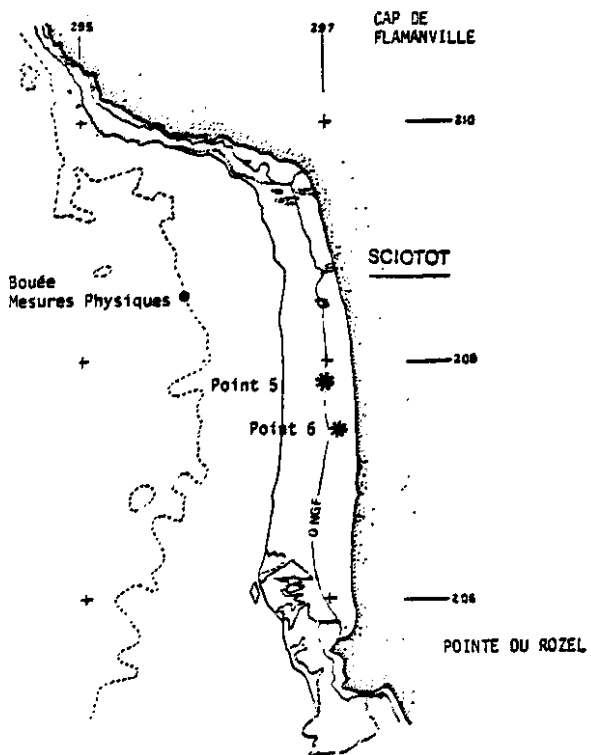 295
297
CAP DE
FLAMANVILLE
210
SCIOTOT
Bouée
Mesures Physiques
208
Point 5
Point 6
0 NGF
206
POINTE DU ROZEL